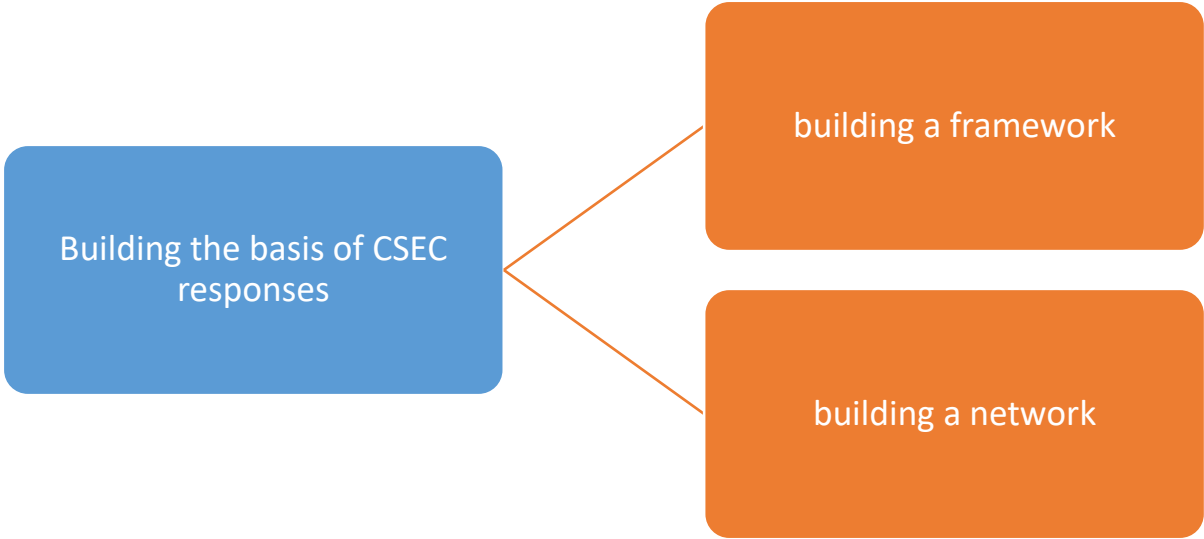 building a framework
Building the basis of CSEC
responses
building a network